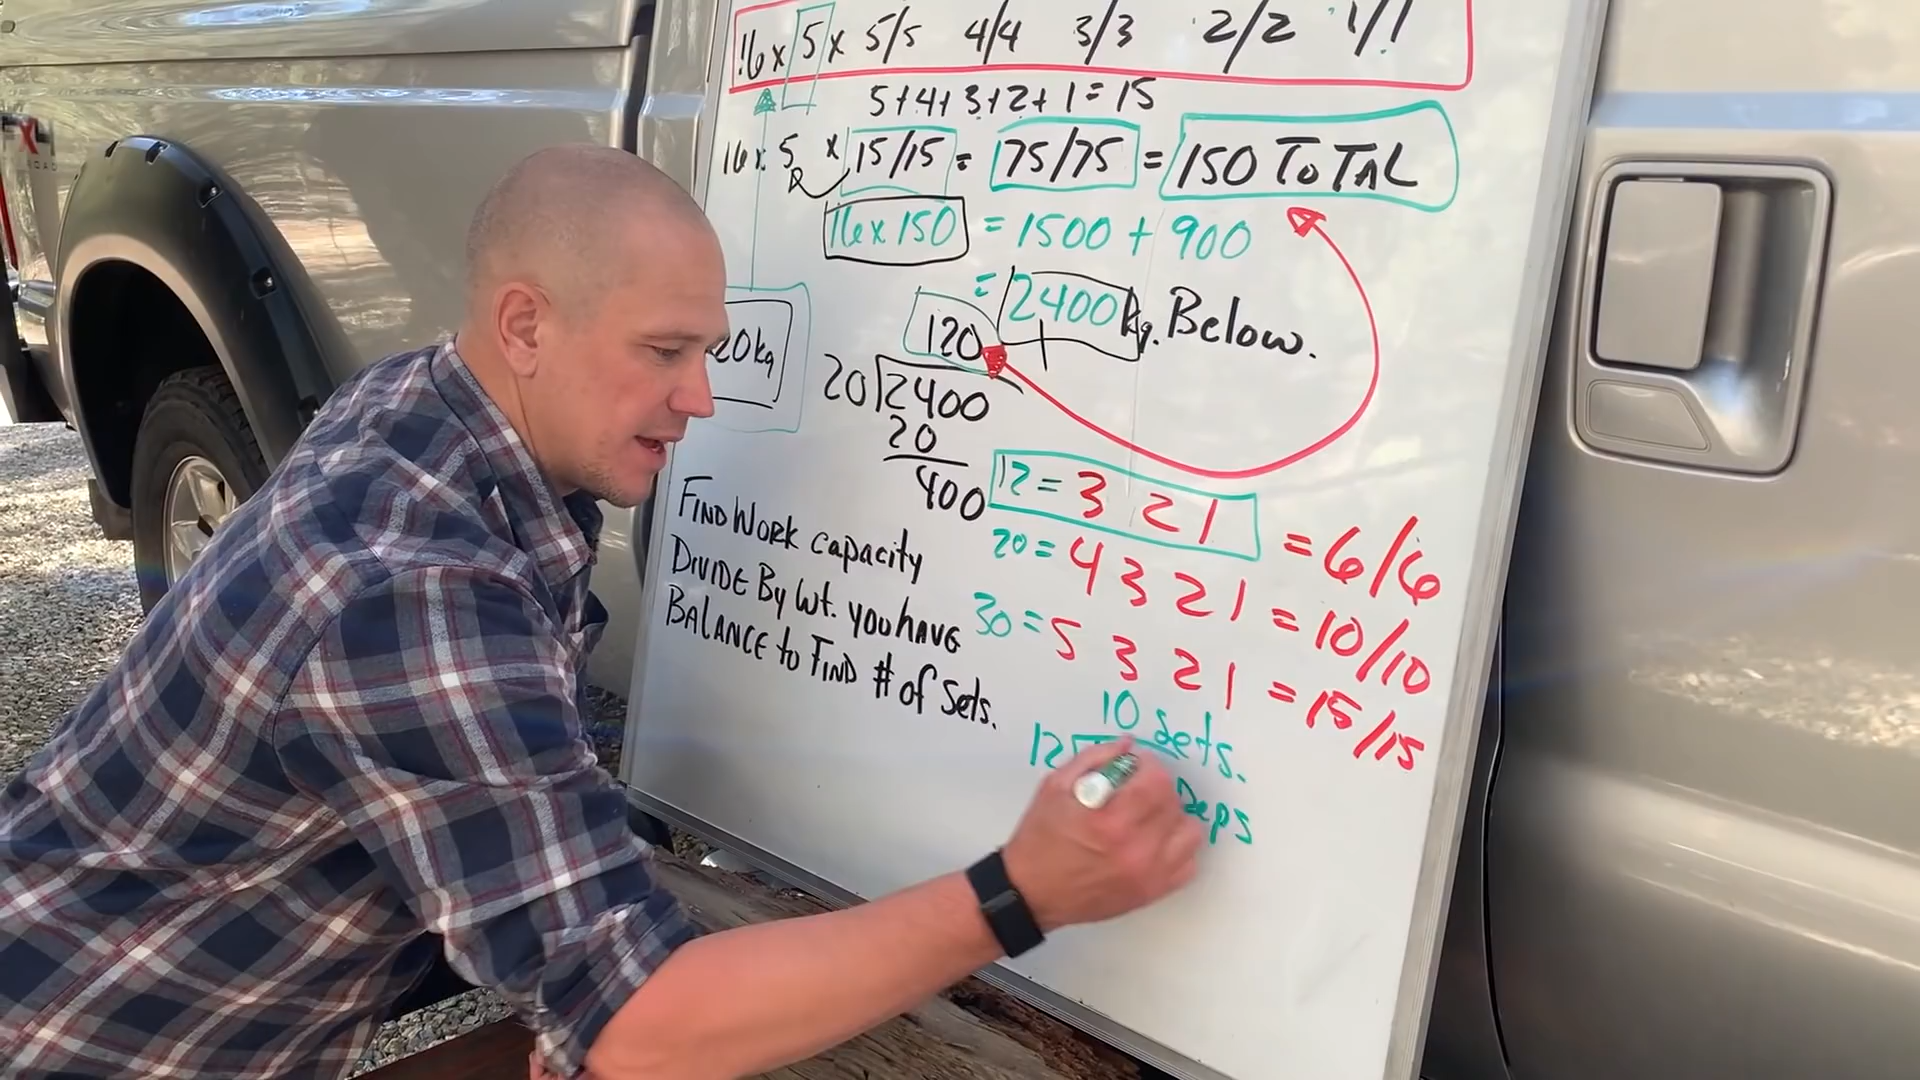 16 x 5 x 5/5 4/4 3/3 2/2 1/1
5+4+3+2+1=15
16 x 5 x 15/15 = 75/75 = 150 TOTAL
16 x 150 = 1500 + 900
= 2400 kg. Below.
20kg
120
20)2400
20
400
12 = 3 2 1 = 6/6
20 = 4 3 2 1 = 10/10
30 = 5 3 2 1 = 15/15
FIND WORK capacity
DIVIDE By Wt. you have
BALANCE to FIND # of Sets.
10 Sets.
12
Reps